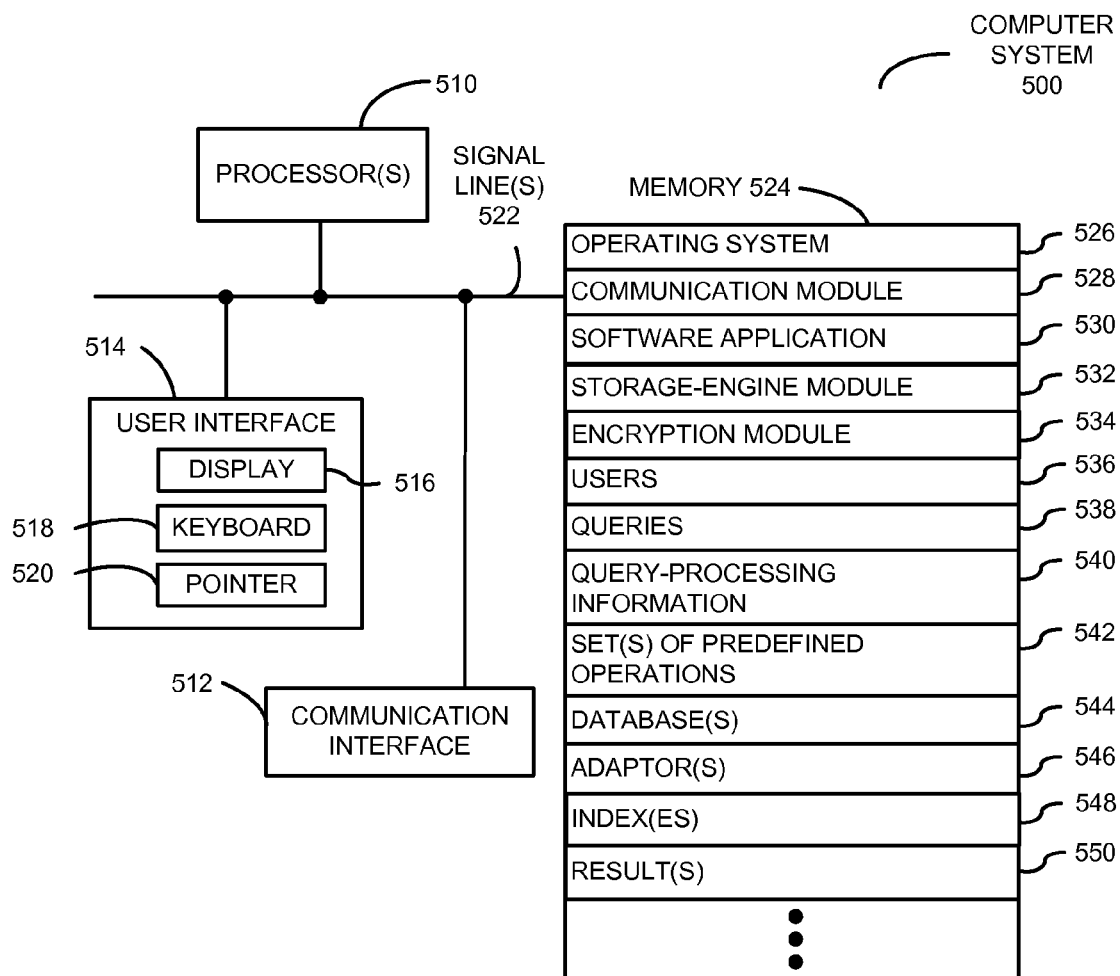 COMPUTER
SYSTEM
500
510
PROCESSOR(S)
SIGNAL
LINE(S)
522
MEMORY 524
OPERATING SYSTEM
526
COMMUNICATION MODULE
528
SOFTWARE APPLICATION
530
STORAGE-ENGINE MODULE
532
ENCRYPTION MODULE
534
USERS
536
QUERIES
538
QUERY-PROCESSING
INFORMATION
540
SET(S) OF PREDEFINED
OPERATIONS
542
DATABASE(S)
544
ADAPTOR(S)
546
INDEX(ES)
548
RESULT(S)
550
514
USER INTERFACE
DISPLAY
516
518
KEYBOARD
520
POINTER
512
COMMUNICATION
INTERFACE